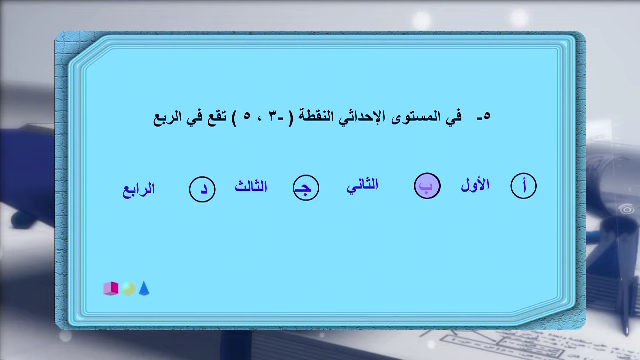 ٥- في المستوى الإحداثي النقطة ( -٣ ، ٥ ) تقع في الربع
أ الأول ب الثاني جـ الثالث د الرابع